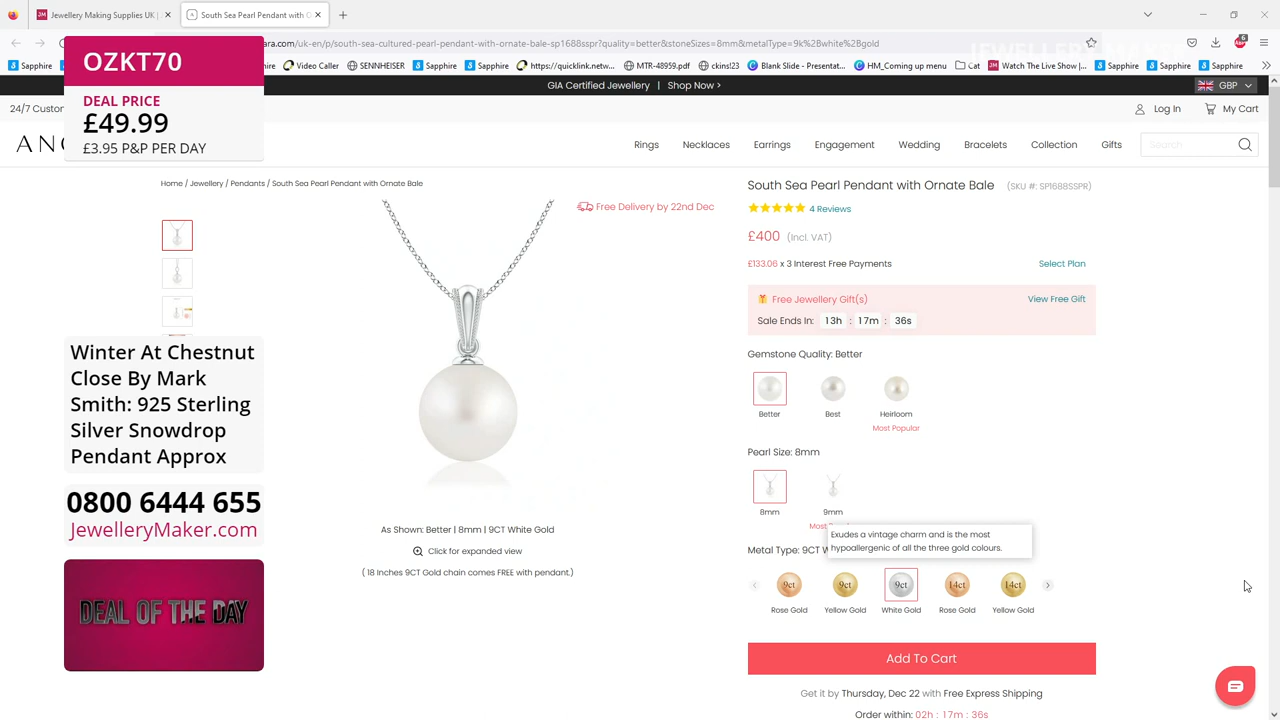 Jewellery Making Supplies UK |
South Sea Pearl Pendant with O
ara.com/uk-en/p/south-sea-cultured-pearl-pendant-ornate-bale-sp1688sspr?quality=better&stoneSizes=8mm&metalType=9k%2Bwhite%2Bgold
JEWELLERYMAKER
Sapphire
Sapphire
Sapphire
Video Caller
SENNHEISER
Sapphire
Sapphire
https://quicklink.newt...
MTR-48959.pdf
ckins23
Blank Slide - Presentat...
HM_Coming up menu
Cat
Watch The Live Show |...
Sapphire
GIA Certified Jewellery | Shop Now >
GBP
24/7 Custom
Log In
My Cart
OZKT70
DEAL PRICE
£49.99
£3.95 P&P PER DAY
Rings
Necklaces
Earrings
Engagement
Wedding
Bracelets
Collection
Gifts
Search
Home / Jewellery / Pendants / South Sea Pearl Pendant with Ornate Bale
Free Delivery by 22nd Dec
South Sea Pearl Pendant with Ornate Bale (SKU #: SP1688SSPR)
4 Reviews
£400 (Incl. VAT)
£133.06 x 3 Interest Free Payments
Select Plan
Free Jewellery Gift(s)
View Free Gift
Sale Ends In: 13h : 17m : 36s
Gemstone Quality: Better
Better
Best
Heirloom
Most Popular
Pearl Size: 8mm
8mm
9mm
Exudes a vintage charm and is the most
hypoallergenic of all the three gold colours.
Metal Type: 9CT W
9ct
9ct
9ct
14ct
14ct
Rose Gold
Yellow Gold
White Gold
Rose Gold
Yellow Gold
Add To Cart
Get it by Thursday, Dec 22 with Free Express Shipping
Order within: 02h : 17m : 36s
As Shown: Better | 8mm | 9CT White Gold
Click for expanded view
( 18 Inches 9CT Gold chain comes FREE with pendant.)
Winter At Chestnut
Close By Mark
Smith: 925 Sterling
Silver Snowdrop
Pendant Approx
0800 6444 655
JewelleryMaker.com
DEAL OF THE DAY